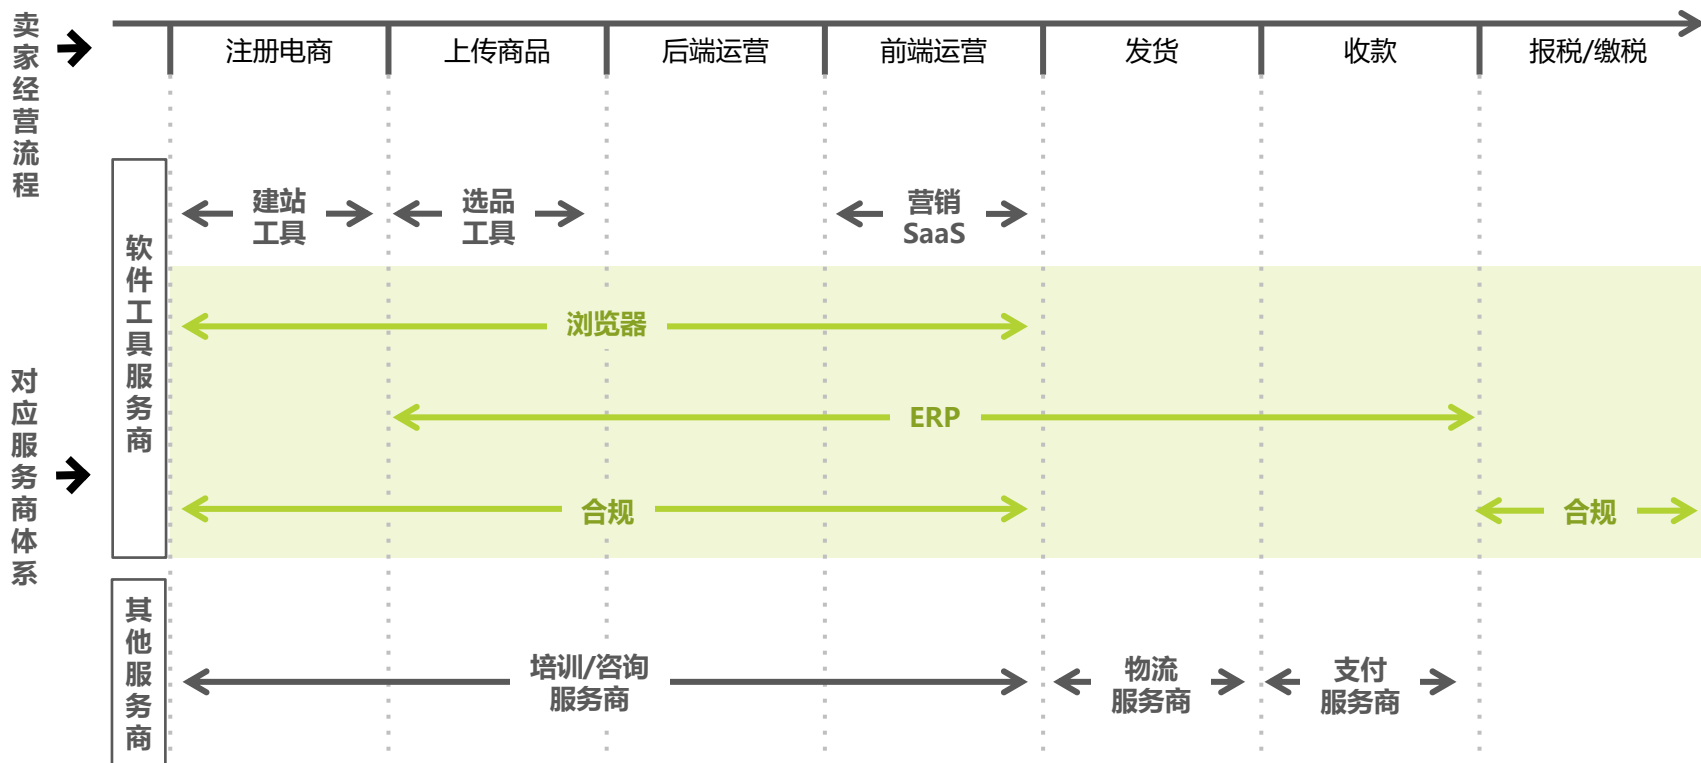 卖家经营流程
注册电商
上传商品
后端运营
前端运营
发货
收款
报税/缴税
对应服务商体系
软件工具服务商
建站
工具
选品
工具
营销
SaaS
浏览器
ERP
合规
合规
其他服务商
培训/咨询
服务商
物流
服务商
支付
服务商